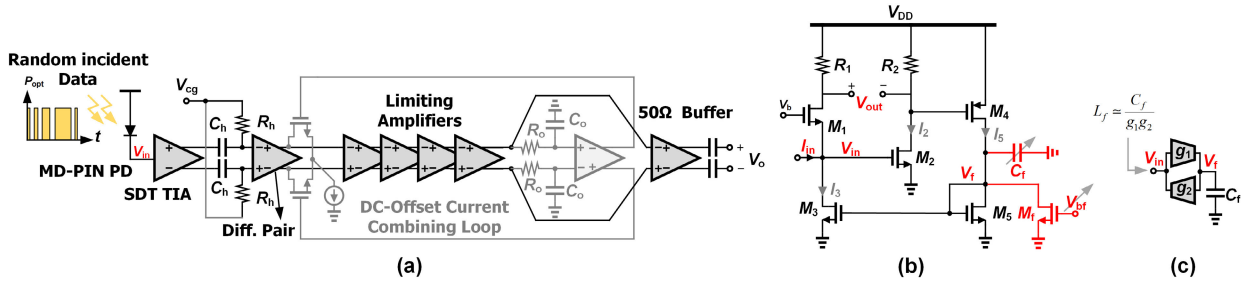 Random incident
Data
P_opt
t
V_in
MD-PIN PD
SDT TIA
V_cg
C_h
C_h
R_h
R_h
Diff. Pair
Limiting
Amplifiers
DC-Offset Current
Combining Loop
R_o
R_o
C_o
C_o
50Ω Buffer
+
V_o
−
(a)
V_DD
R_1
R_2
V_b
+
−
V_out
M_1
M_4
I_2
I_5
I_in
V_in
M_2
C_f
V_f
I_3
M_3
M_5
M_f
V_bf
(b)
L_f ≃ C_f / g_1g_2
V_in
g_1
g_2
V_f
C_f
(c)